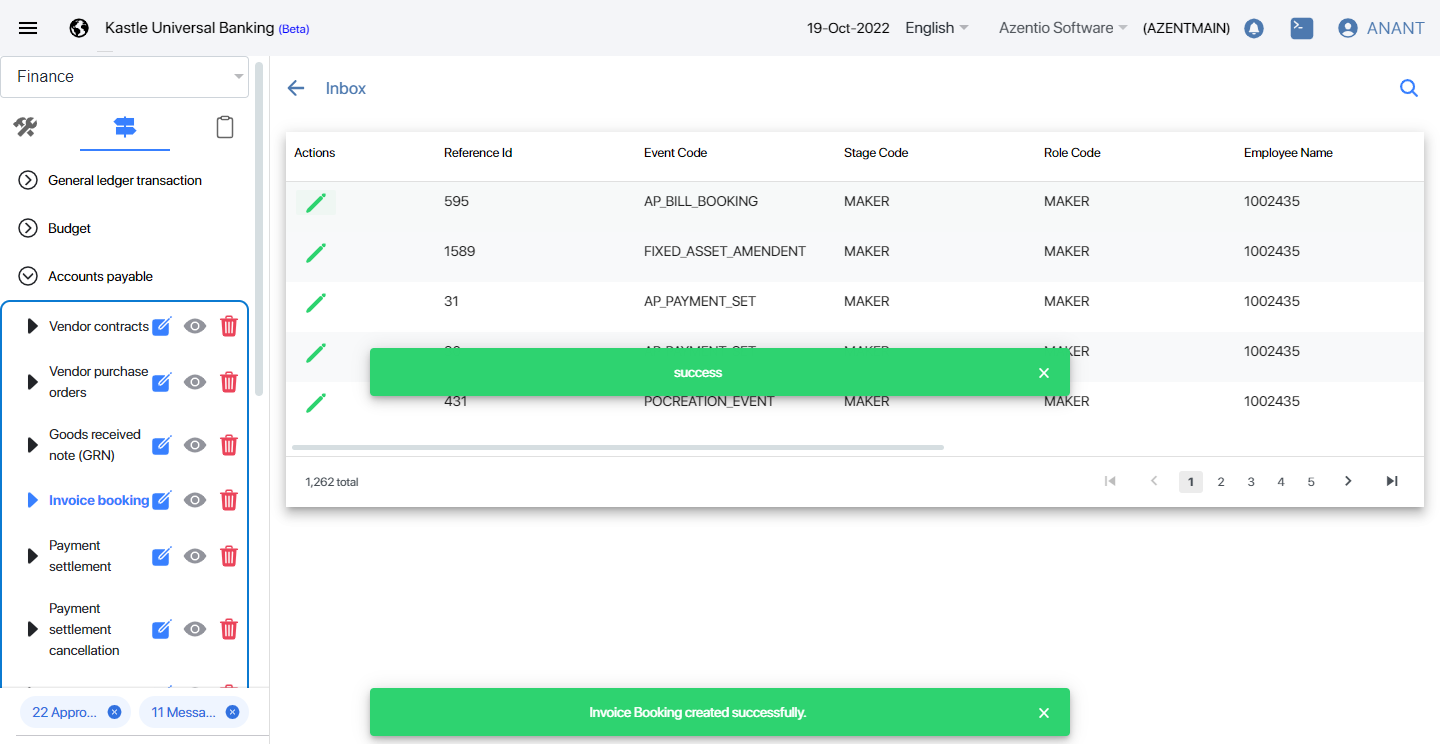 Kastle Universal Banking (Beta)
19-Oct-2022 English Azentio Software (AZENTMAIN) ANANT
Finance
General ledger transaction
Budget
Accounts payable
Vendor contracts
Vendor purchase
orders
Goods received
note (GRN)
Invoice booking
Payment
settlement
Payment
settlement
cancellation
22 Appro...
11 Messa...
Inbox
Actions Reference Id Event Code Stage Code Role Code Employee Name
595 AP_BILL_BOOKING MAKER MAKER 1002435
1589 FIXED_ASSET_AMENDENT MAKER MAKER 1002435
31 AP_PAYMENT_SET MAKER MAKER 1002435
AP_PAYMENT_SET MAKER MAKER 1002435
success
431 POCREATION_EVENT MAKER MAKER 1002435
1,262 total
1 2 3 4 5
Invoice Booking created successfully.